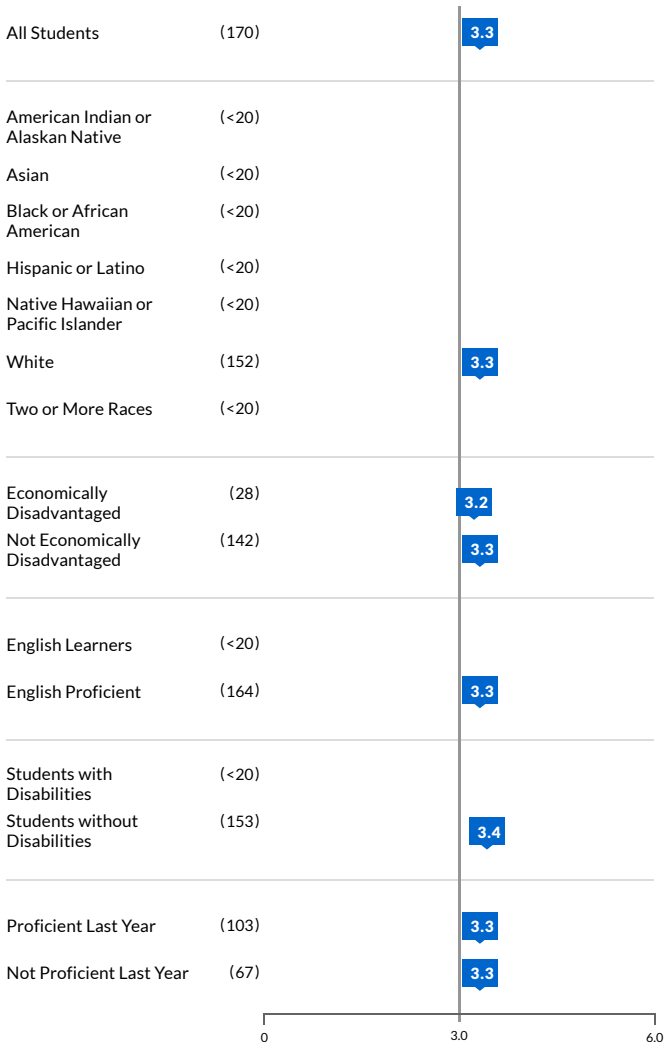 All Students (170) 3.3
American Indian or (<20)
Alaskan Native
Asian (<20)
Black or African (<20)
American
Hispanic or Latino (<20)
Native Hawaiian or (<20)
Pacific Islander
White (152) 3.3
Two or More Races (<20)
Economically (28) 3.2
Disadvantaged
Not Economically (142) 3.3
Disadvantaged
English Learners (<20)
English Proficient (164) 3.3
Students with (<20)
Disabilities
Students without (153) 3.4
Disabilities
Proficient Last Year (103) 3.3
Not Proficient Last Year (67) 3.3
0 3.0 6.0